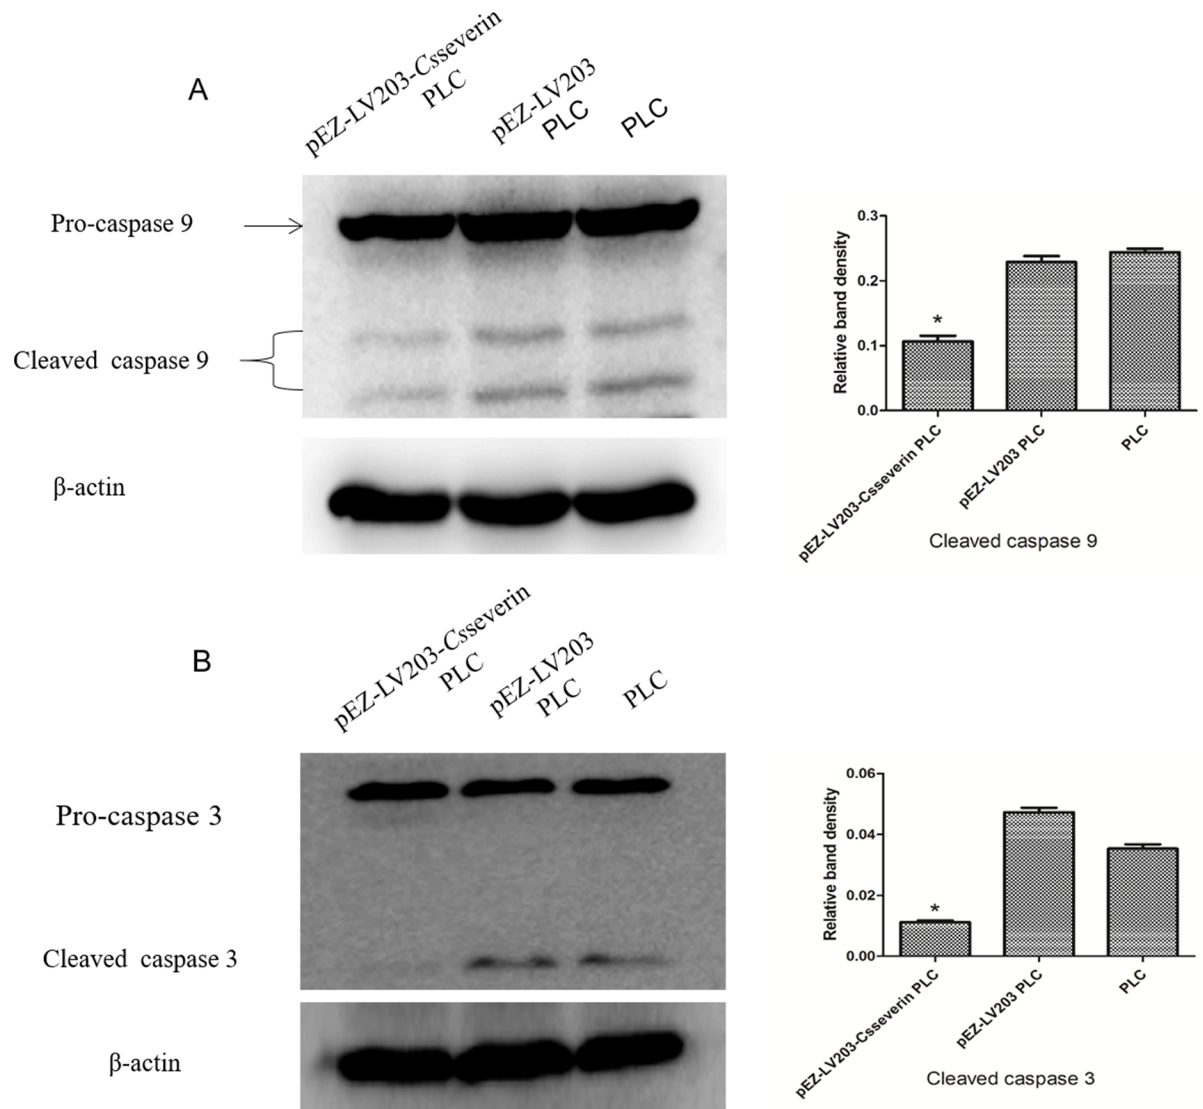 A
pEZ-LV203-Csseverin
PLC
pEZ-LV203
PLC
PLC
Pro-caspase 9
Cleaved caspase 9
β-actin
Relative band density
0.3
0.2
0.1
0.0
*
pEZ-LV203-Csseverin PLC
pEZ-LV203 PLC
PLC
Cleaved caspase 9
B
pEZ-LV203-Csseverin
PLC
pEZ-LV203
PLC
PLC
Pro-caspase 3
Cleaved caspase 3
β-actin
Relative band density
0.06
0.04
0.02
0.00
*
pEZ-LV203-Csseverin PLC
pEZ-LV203 PLC
PLC
Cleaved caspase 3